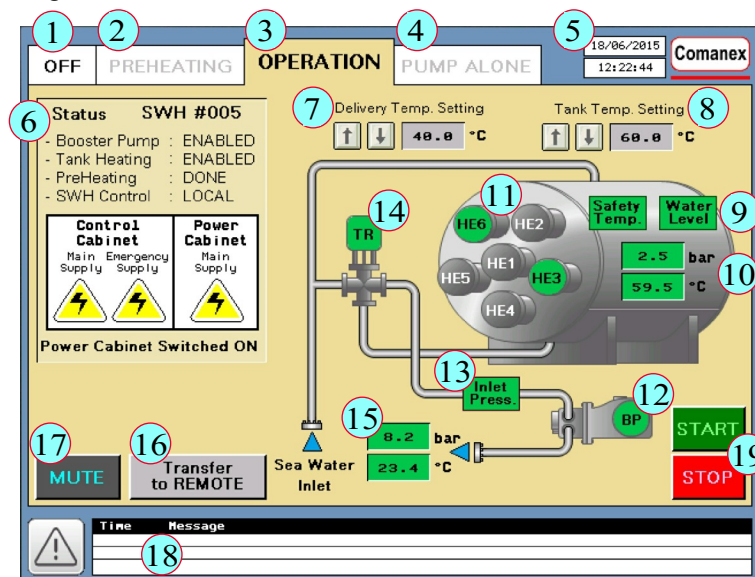 1 2 3 4 5
OFF PREHEATING OPERATION PUMP ALONE 18/06/2015 Comanex
12:22:44
6 Status SWH #005
- Booster Pump : ENABLED
- Tank Heating : ENABLED
- PreHeating : DONE
- SWH Control : LOCAL
Control Cabinet
Main Supply
Emergency Supply
Power Cabinet
Main Supply
Power Cabinet Switched ON
7 Delivery Temp. Setting
40.0 °C
Tank Temp. Setting 8
60.0 °C
14
TR
11
HE6 HE2
HE1
HE5 HE3
HE4
Safety Temp.
Water Level
9
2.5 bar
59.5 °C
10
13
Inlet Press.
12
BP
15
8.2 bar
23.4 °C
Sea Water
Inlet
17
MUTE
16
Transfer
to REMOTE
START
19
STOP
Time Message
18